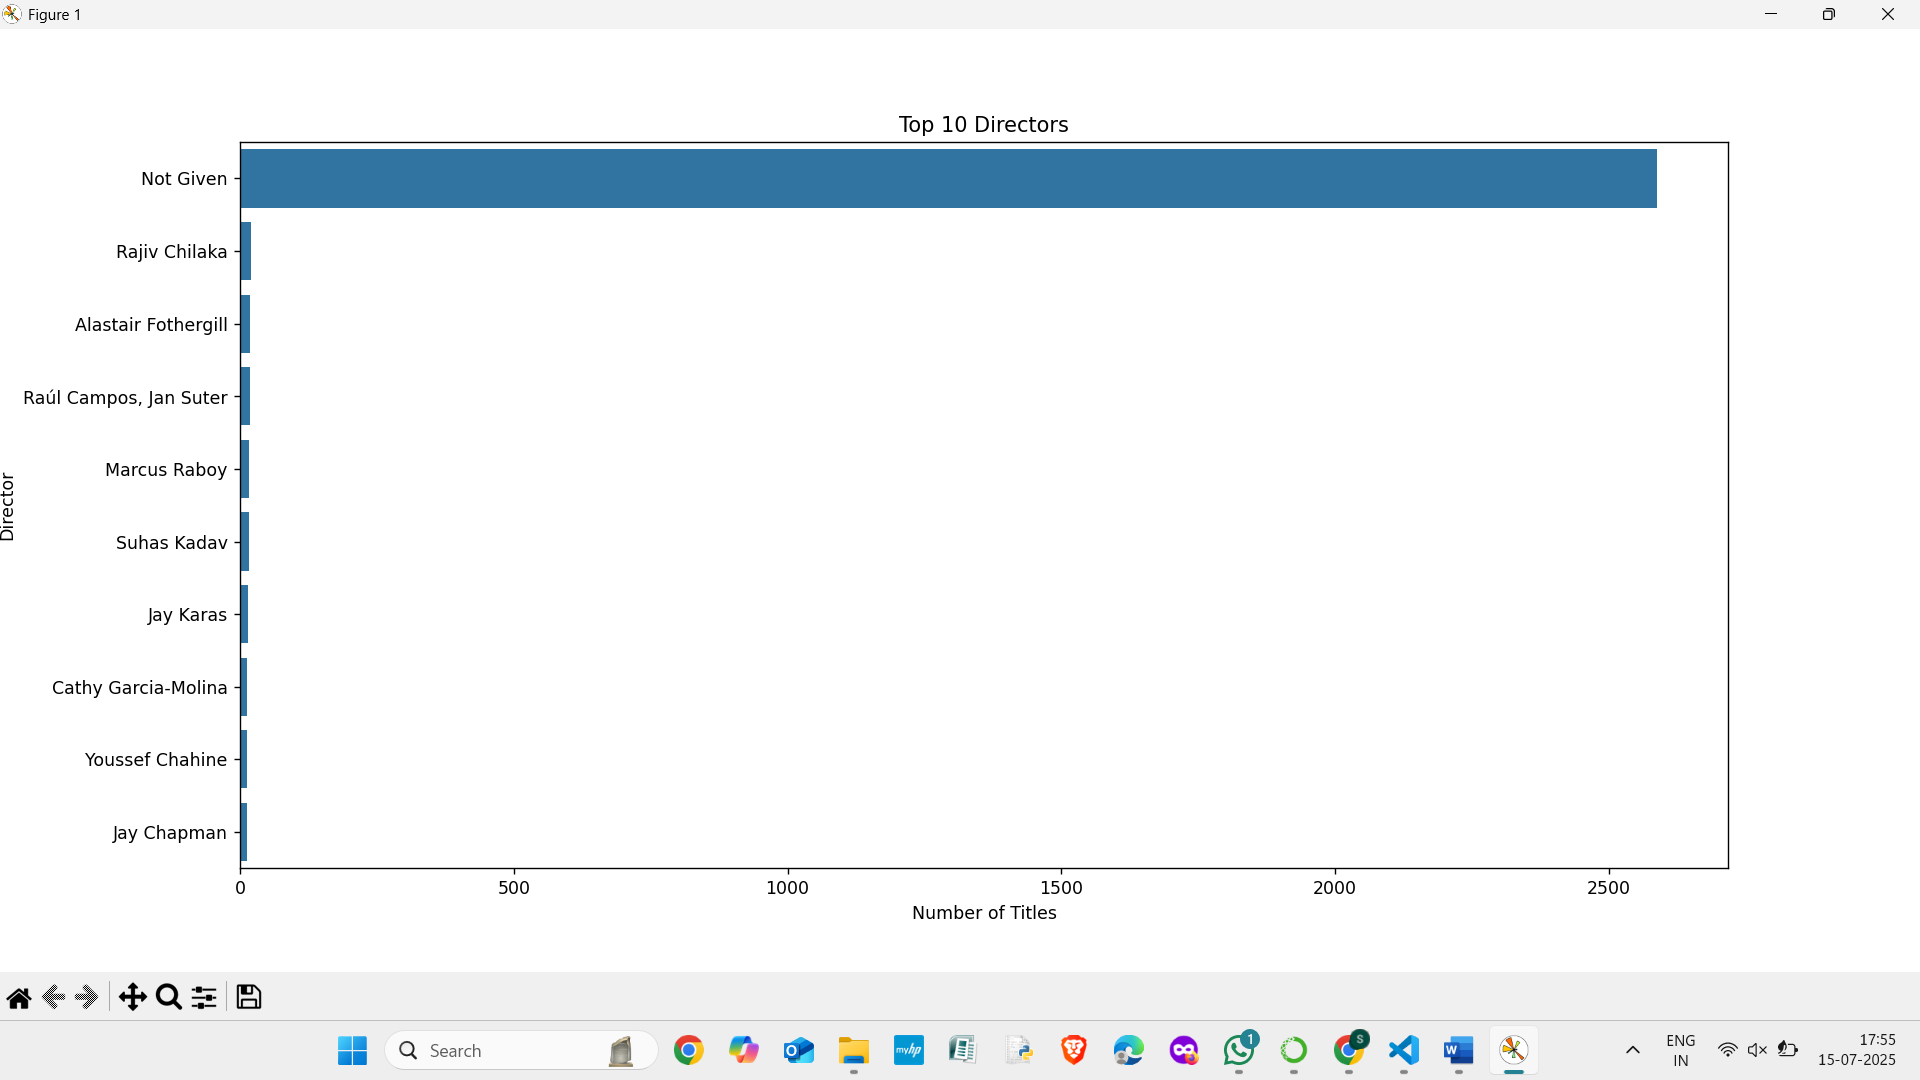 Figure 1
Top 10 Directors
Not Given
Rajiv Chilaka
Alastair Fothergill
Raúl Campos, Jan Suter
Marcus Raboy
Suhas Kadav
Jay Karas
Cathy Garcia-Molina
Youssef Chahine
Jay Chapman
Director
0 500 1000 1500 2000 2500
Number of Titles
Search
myhp
1
S
W
ENG
IN
17:55
15-07-2025